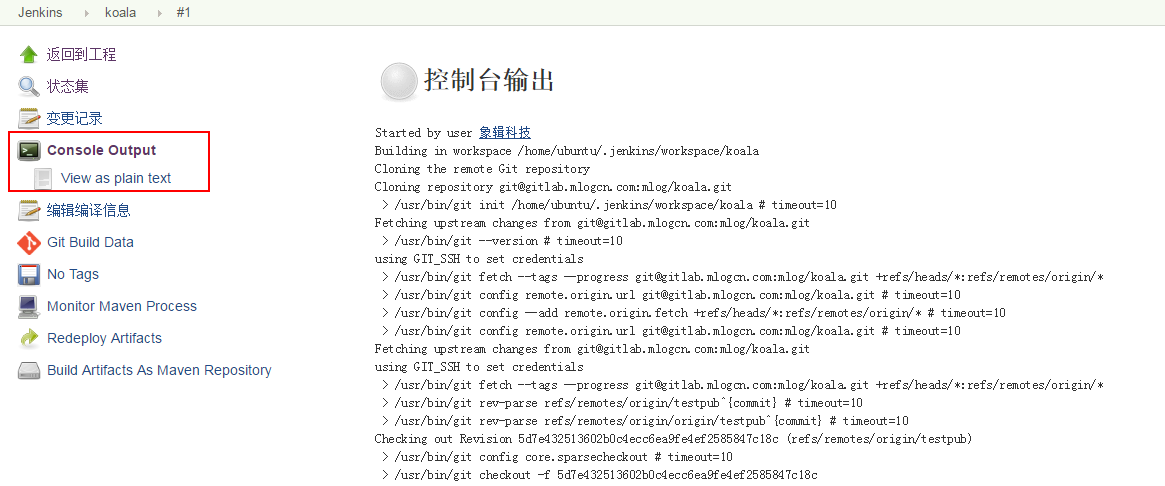 Jenkins koala #1
返回到工程
状态集
变更记录
Console Output
View as plain text
编辑编译信息
Git Build Data
No Tags
Monitor Maven Process
Redeploy Artifacts
Build Artifacts As Maven Repository
控制台输出
Started by user 象辑科技
Building in workspace /home/ubuntu/.jenkins/workspace/koala
Cloning the remote Git repository
Cloning repository git@gitlab.mlogcn.com:mlog/koala.git
> /usr/bin/git init /home/ubuntu/.jenkins/workspace/koala # timeout=10
Fetching upstream changes from git@gitlab.mlogcn.com:mlog/koala.git
> /usr/bin/git --version # timeout=10
using GIT_SSH to set credentials
> /usr/bin/git fetch --tags --progress git@gitlab.mlogcn.com:mlog/koala.git +refs/heads/*:refs/remotes/origin/*
> /usr/bin/git config remote.origin.url git@gitlab.mlogcn.com:mlog/koala.git # timeout=10
> /usr/bin/git config --add remote.origin.fetch +refs/heads/*:refs/remotes/origin/* # timeout=10
> /usr/bin/git config remote.origin.url git@gitlab.mlogcn.com:mlog/koala.git # timeout=10
Fetching upstream changes from git@gitlab.mlogcn.com:mlog/koala.git
using GIT_SSH to set credentials
> /usr/bin/git fetch --tags --progress git@gitlab.mlogcn.com:mlog/koala.git +refs/heads/*:refs/remotes/origin/*
> /usr/bin/git rev-parse refs/remotes/origin/testpub^{commit} # timeout=10
> /usr/bin/git rev-parse refs/remotes/origin/origin/testpub^{commit} # timeout=10
Checking out Revision 5d7e432513602b0c4ecc6ea9fe4ef2585847c18c (refs/remotes/origin/testpub)
> /usr/bin/git config core.sparsecheckout # timeout=10
> /usr/bin/git checkout -f 5d7e432513602b0c4ecc6ea9fe4ef2585847c18c